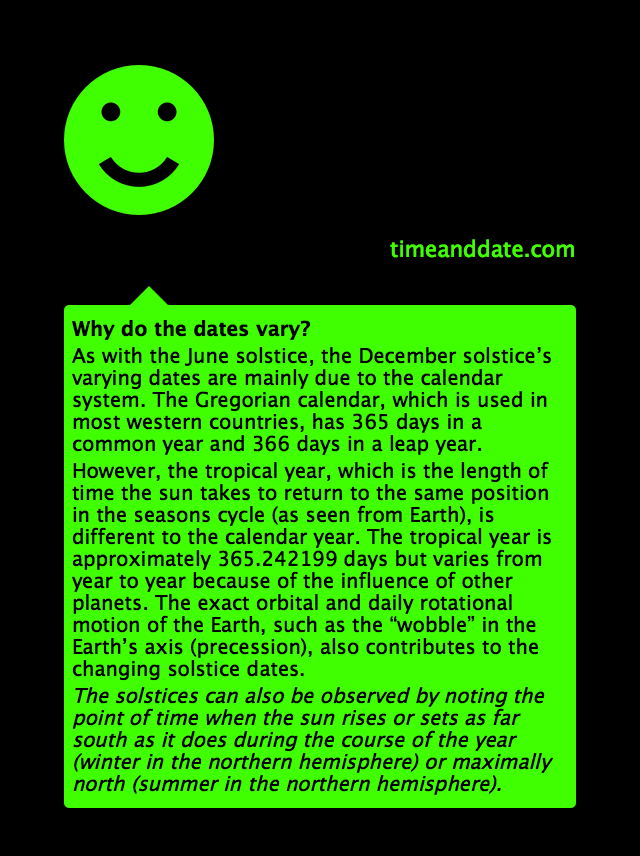 timeanddate.com
Why do the dates vary?
As with the June solstice, the December solstice’s
varying dates are mainly due to the calendar
system. The Gregorian calendar, which is used in
most western countries, has 365 days in a
common year and 366 days in a leap year.
However, the tropical year, which is the length of
time the sun takes to return to the same position
in the seasons cycle (as seen from Earth), is
different to the calendar year. The tropical year is
approximately 365.242199 days but varies from
year to year because of the influence of other
planets. The exact orbital and daily rotational
motion of the Earth, such as the “wobble” in the
Earth’s axis (precession), also contributes to the
changing solstice dates.
The solstices can also be observed by noting the
point of time when the sun rises or sets as far
south as it does during the course of the year
(winter in the northern hemisphere) or maximally
north (summer in the northern hemisphere).